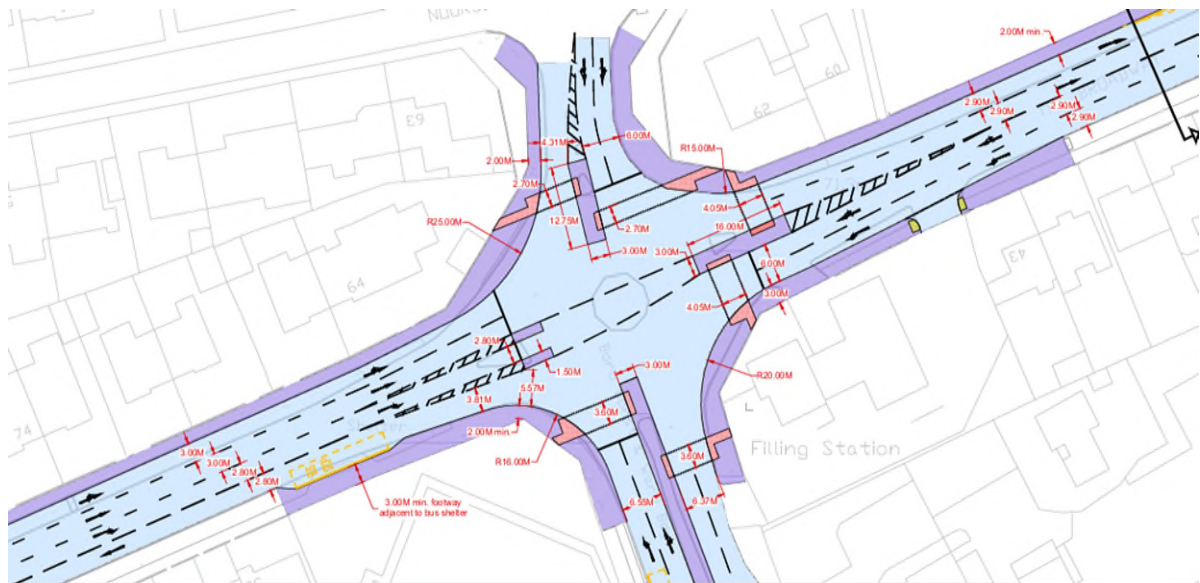 63
60
62
2.00M min.
2.90M
2.90M
2.90M
2.90M
4.31M
6.00M
2.00M
R15.00M
2.70M
12.75M
4.05M
16.00M
2.70M
R25.00M
3.00M
3.00M
6.00M
43
64
3.00M
4.05M
2.80M
1.50M
3.00M
R20.00M
5.57M
3.81M
3.60M
74
Shelter
2.00M min.
Filling Station
3.00M
3.00M
2.80M
2.80M
R16.00M
3.60M
3.00M min. footway
adjacent to bus shelter
6.55M
6.37M